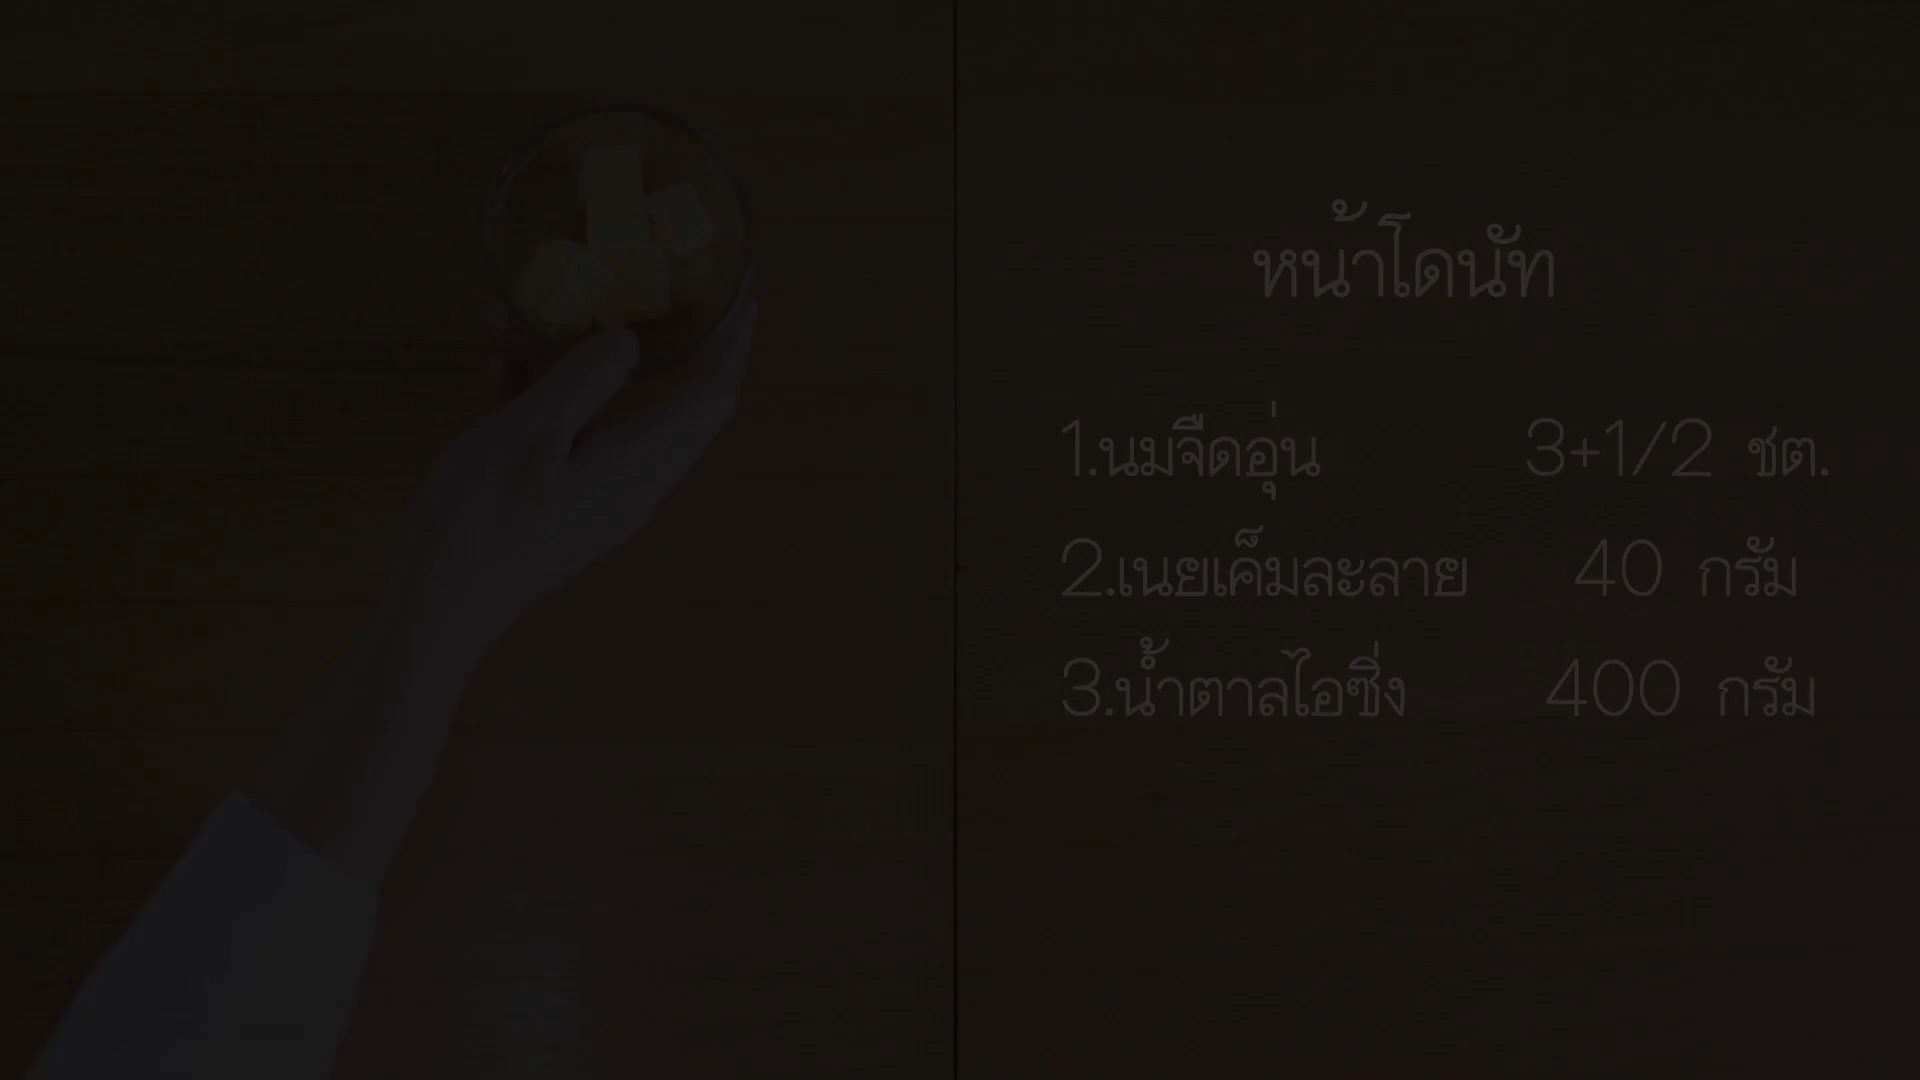 หน้าโดนัท
1.นมจืดอุ่น 3+1/2 ชต.
2.เนยเค็มละลาย 40 กรัม
3.น้ำตาลไอซิ่ง 400 กรัม